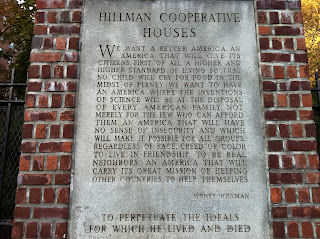 HILLMAN COOPERATIVE
HOUSES
WE WANT A BETTER AMERICA AN
AMERICA THAT WILL GIVE ITS
CITIZENS FIRST OF ALL A HIGHER AND
HIGHER STANDARD OF LIVING SO THAT
NO CHILD WILL CRY FOR FOOD IN THE
MIDST OF PLENTY. WE WANT TO HAVE
AN AMERICA WHERE THE INVENTIONS
OF SCIENCE WILL BE AT THE DISPOSAL
OF EVERY AMERICAN FAMILY, NOT
MERELY FOR THE FEW WHO CAN AFFORD
THEM, AN AMERICA THAT WILL HAVE
NO SENSE OF INSECURITY AND WHICH
WILL MAKE IT POSSIBLE FOR ALL GROUPS,
REGARDLESS OF RACE, CREED OR COLOR
TO LIVE IN FRIENDSHIP, TO BE REAL
NEIGHBORS; AN AMERICA THAT WILL
CARRY ITS GREAT MISSION OF HELPING
OTHER COUNTRIES TO HELP THEMSELVES
SIDNEY HILLMAN
TO PERPETUATE THE IDEALS
FOR WHICH HE LIVED AND DIED